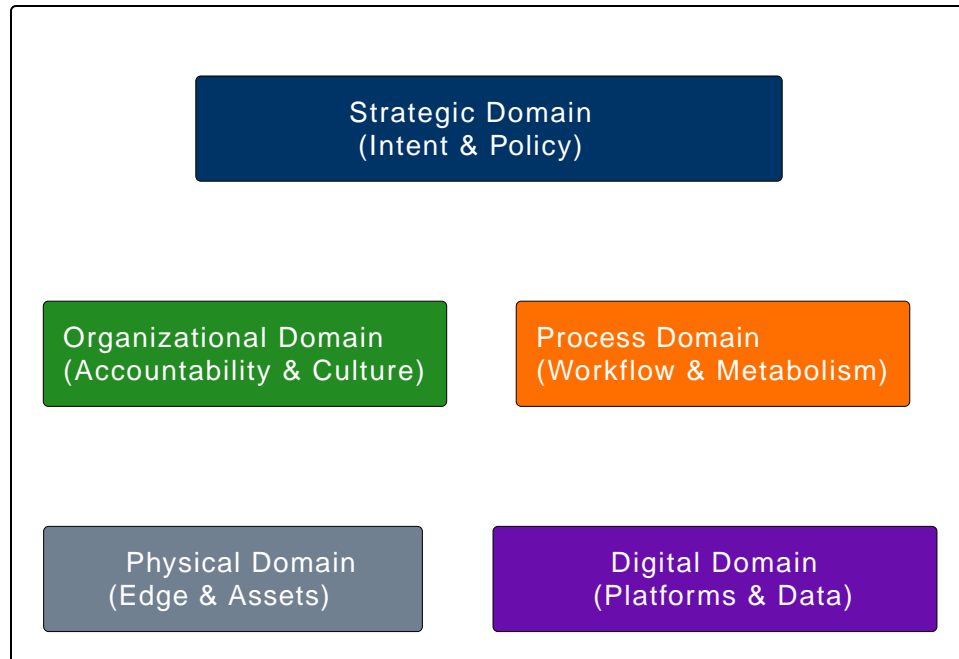 Strategic Domain
(Intent & Policy)
Organizational Domain
(Accountability & Culture)
Process Domain
(Workflow & Metabolism)
Physical Domain
(Edge & Assets)
Digital Domain
(Platforms & Data)